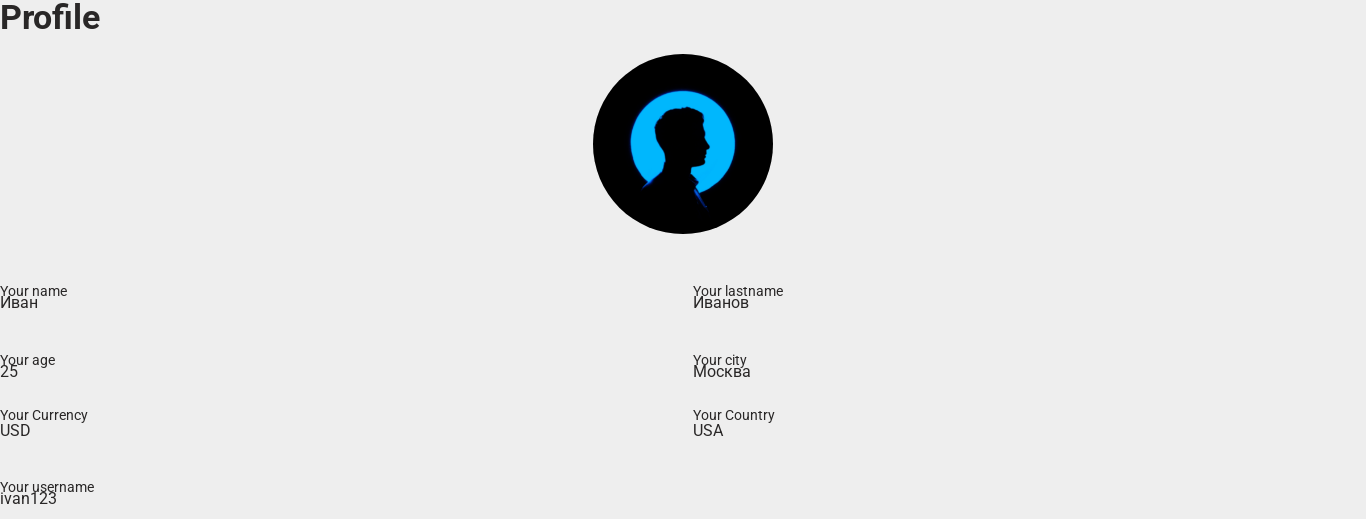 Profile
Your name
Иван
Your lastname
Иванов
Your age
25
Your city
Москва
Your Currency
USD
Your Country
USA
Your username
ivan123